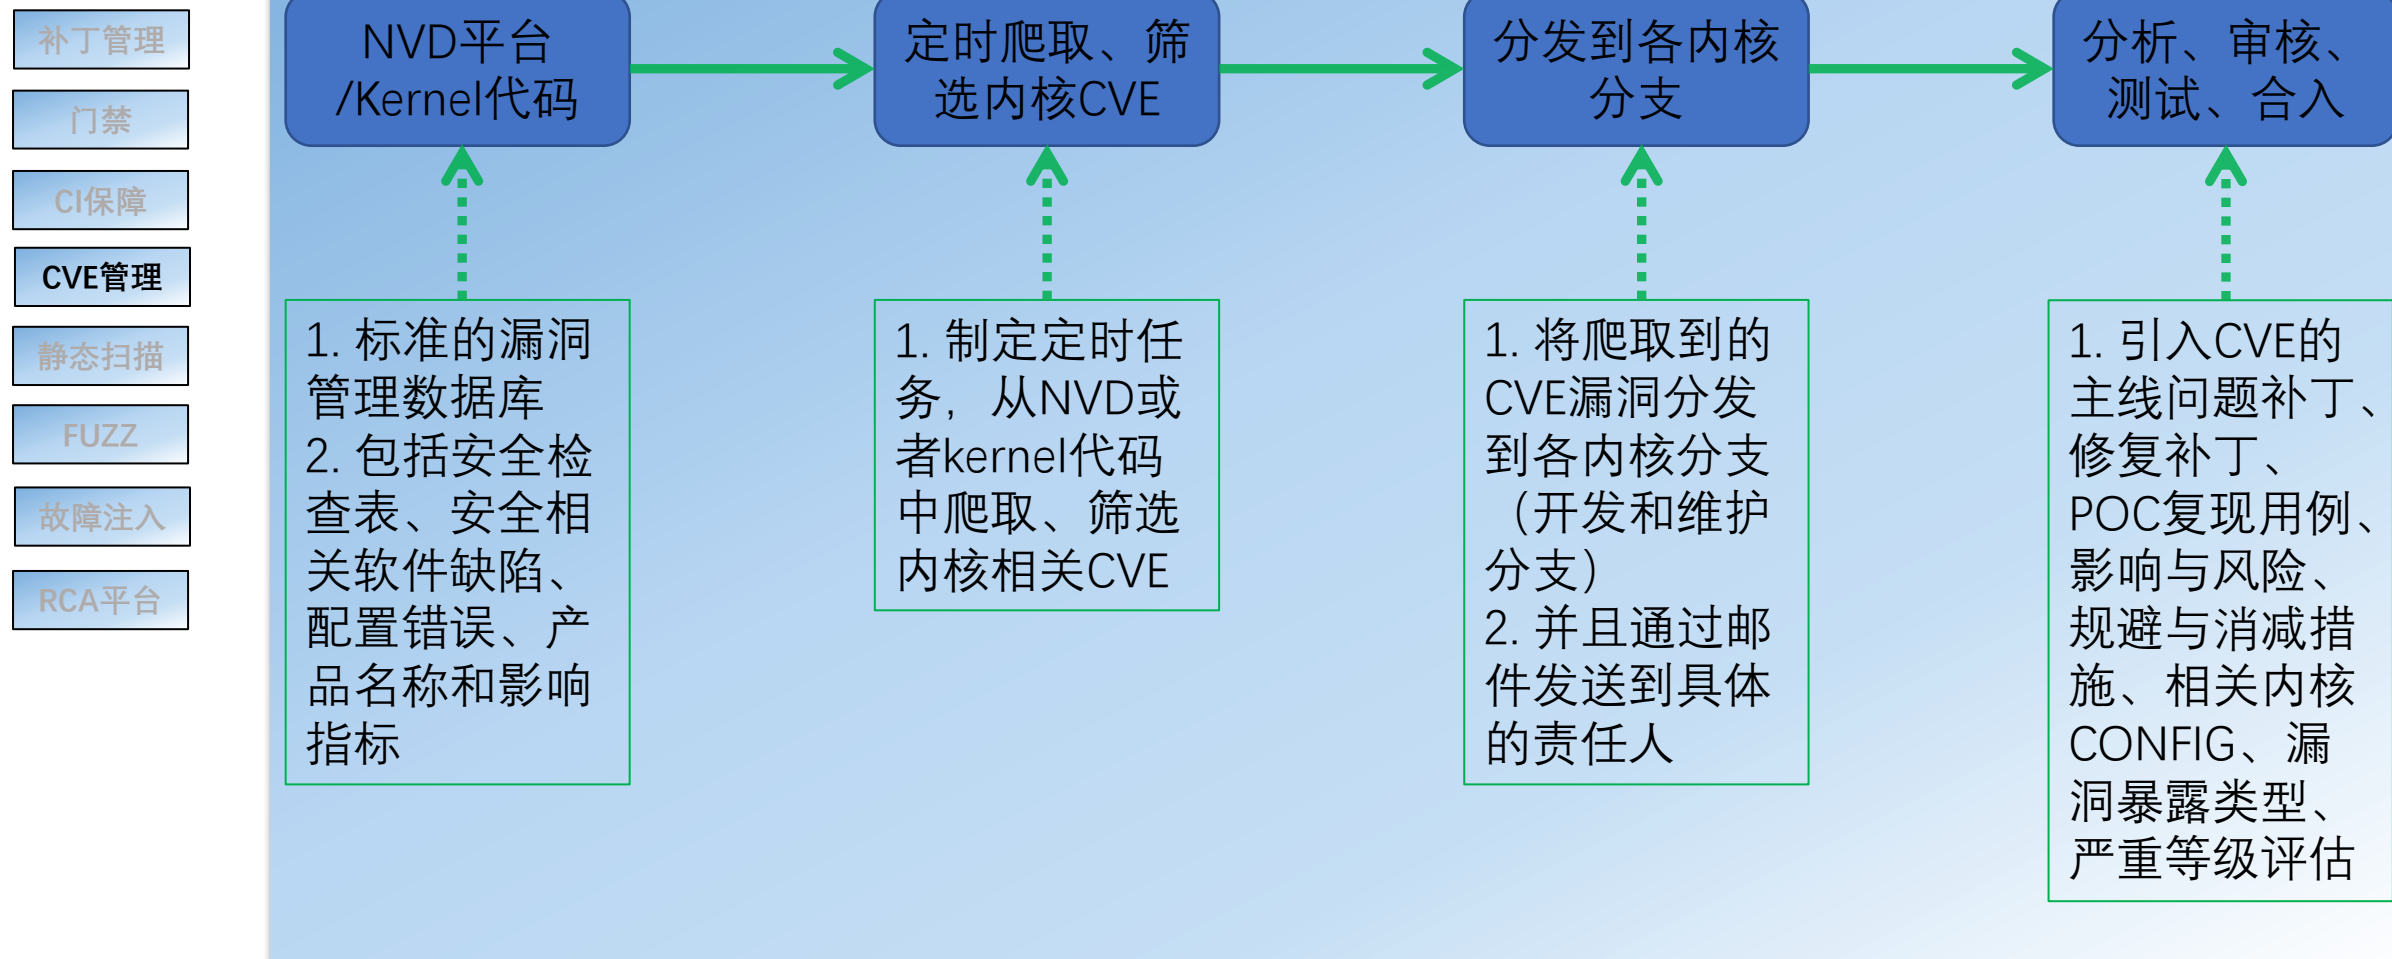 补丁管理
门禁
CI保障
CVE管理
静态扫描
FUZZ
故障注入
RCA平台
NVD平台
/Kernel代码
定时爬取、筛
选内核CVE
分发到各内核
分支
分析、审核、
测试、合入
1. 标准的漏洞
管理数据库
2. 包括安全检
查表、安全相
关软件缺陷、
配置错误、产
品名称和影响
指标
1. 制定定时任
务，从NVD或
者kernel代码
中爬取、筛选
内核相关CVE
1. 将爬取到的
CVE漏洞分发
到各内核分支
（开发和维护
分支）
2. 并且通过邮
件发送到具体
的责任人
1. 引入CVE的
主线问题补丁、
修复补丁、
POC复现用例、
影响与风险、
规避与消减措
施、相关内核
CONFIG、漏
洞暴露类型、
严重等级评估